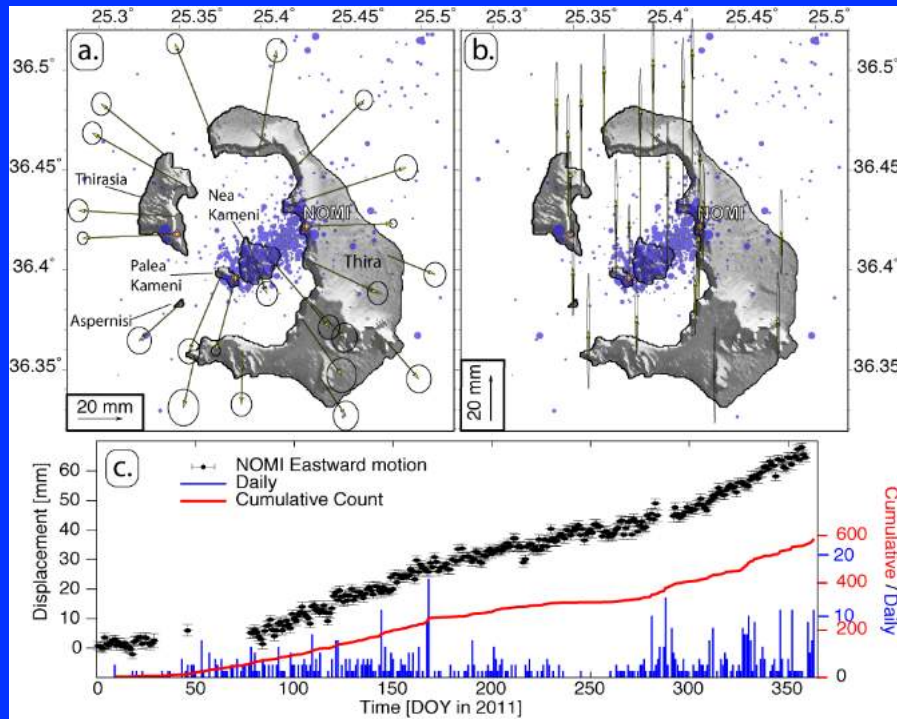 25.3 25.35 25.4 25.45 25.5
25.3 25.35 25.4 25.45 25.5
a.
b.
36.5° 36.45° 36.4° 36.35°
36.5° 36.45° 36.4° 36.35°
Thirasia
Nea
Kameni
NOMI
Palea
Kameni
Thira
Aspernisi
20 mm
NOMI
20 mm
c.
NOMI Eastward motion
Daily
Cumulative Count
Displacement [mm]
60
50
40
30
20
10
0
0 50 100 150 200 250 300 350
Time [DOY in 2011]
600
400
200
0
20
10
Cumulative / Daily